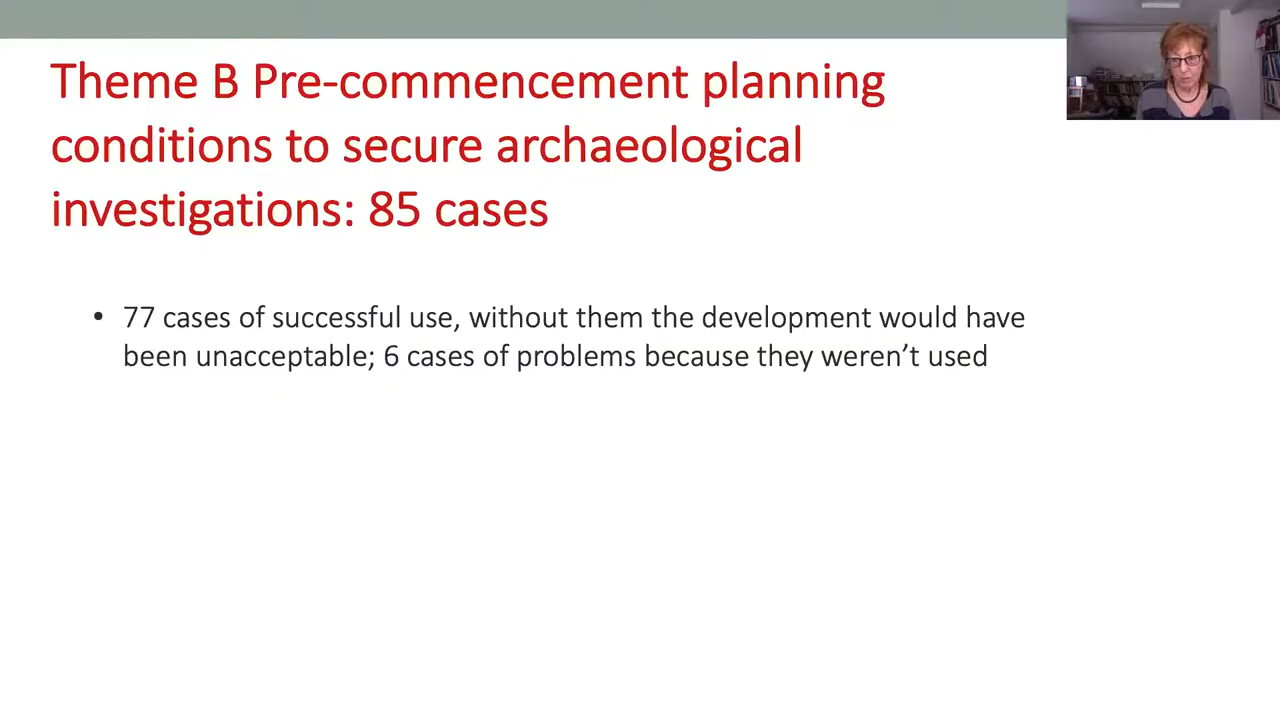 Theme B Pre-commencement planning
conditions to secure archaeological
investigations: 85 cases
• 77 cases of successful use, without them the development would have
been unacceptable; 6 cases of problems because they weren’t used